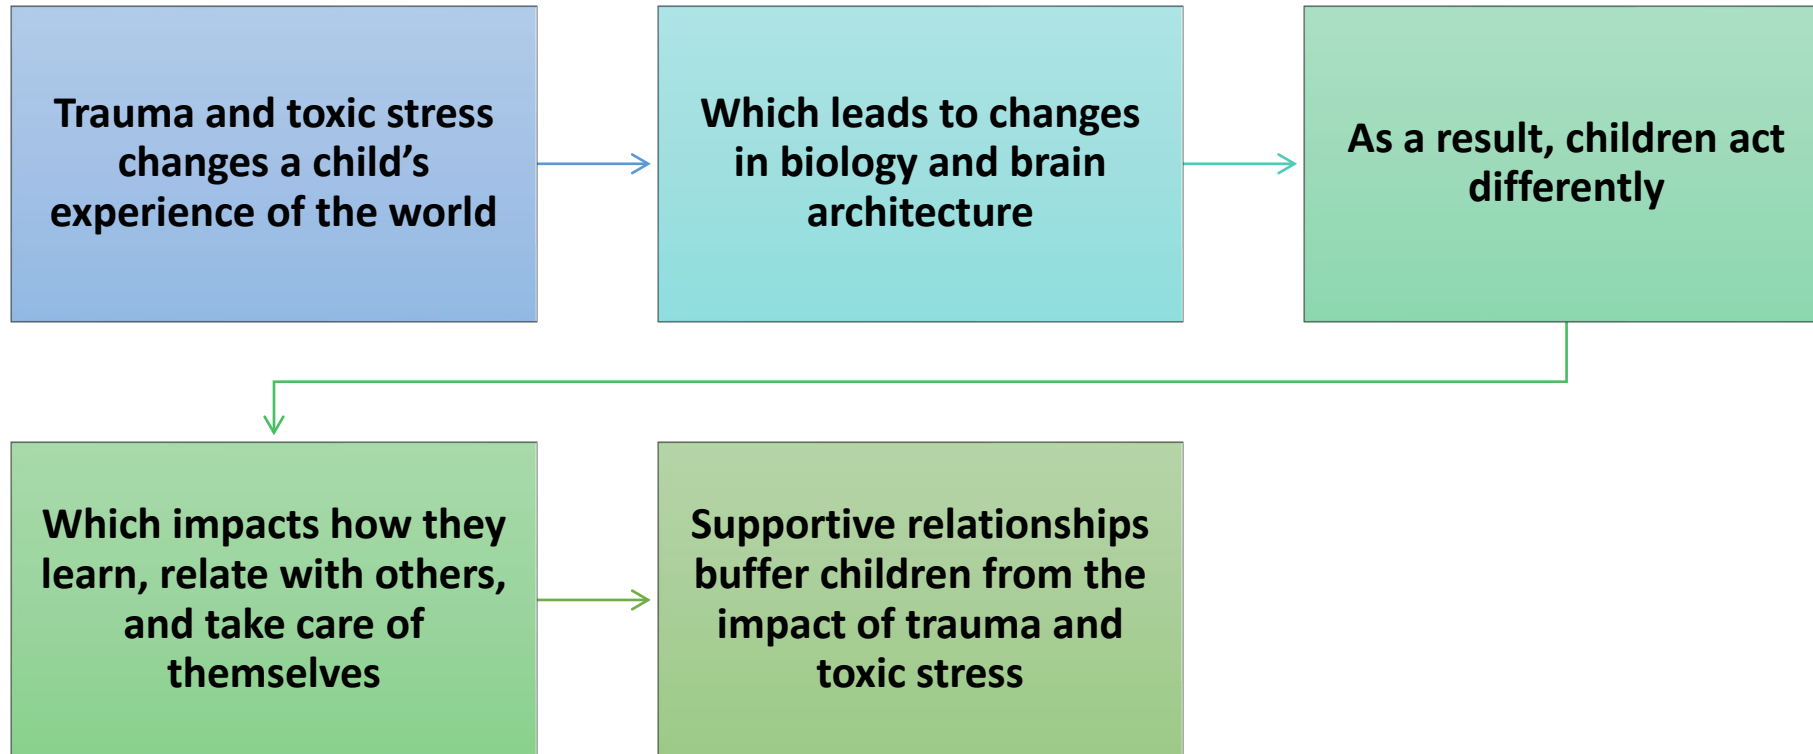 Trauma and toxic stress
changes a child’s
experience of the world
Which leads to changes
in biology and brain
architecture
As a result, children act
differently
Which impacts how they
learn, relate with others,
and take care of
themselves
Supportive relationships
buffer children from the
impact of trauma and
toxic stress